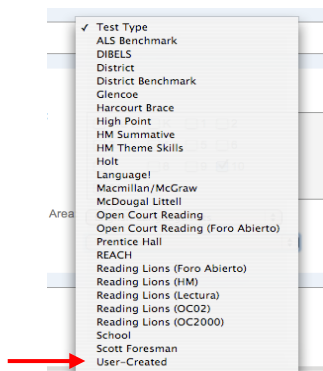 ✓ Test Type
ALS Benchmark
DIBELS
District
District Benchmark
Glencoe
Harcourt Brace
High Point
HM Summative
HM Theme Skills
Holt
Language!
Macmillan/McGraw
McDougal Littell
Area
Open Court Reading
Open Court Reading (Foro Abierto)
Prentice Hall
REACH
Reading Lions (Foro Abierto)
Reading Lions (HM)
Reading Lions (Lectura)
Reading Lions (OC02)
Reading Lions (OC2000)
School
Scott Foresman
User-Created